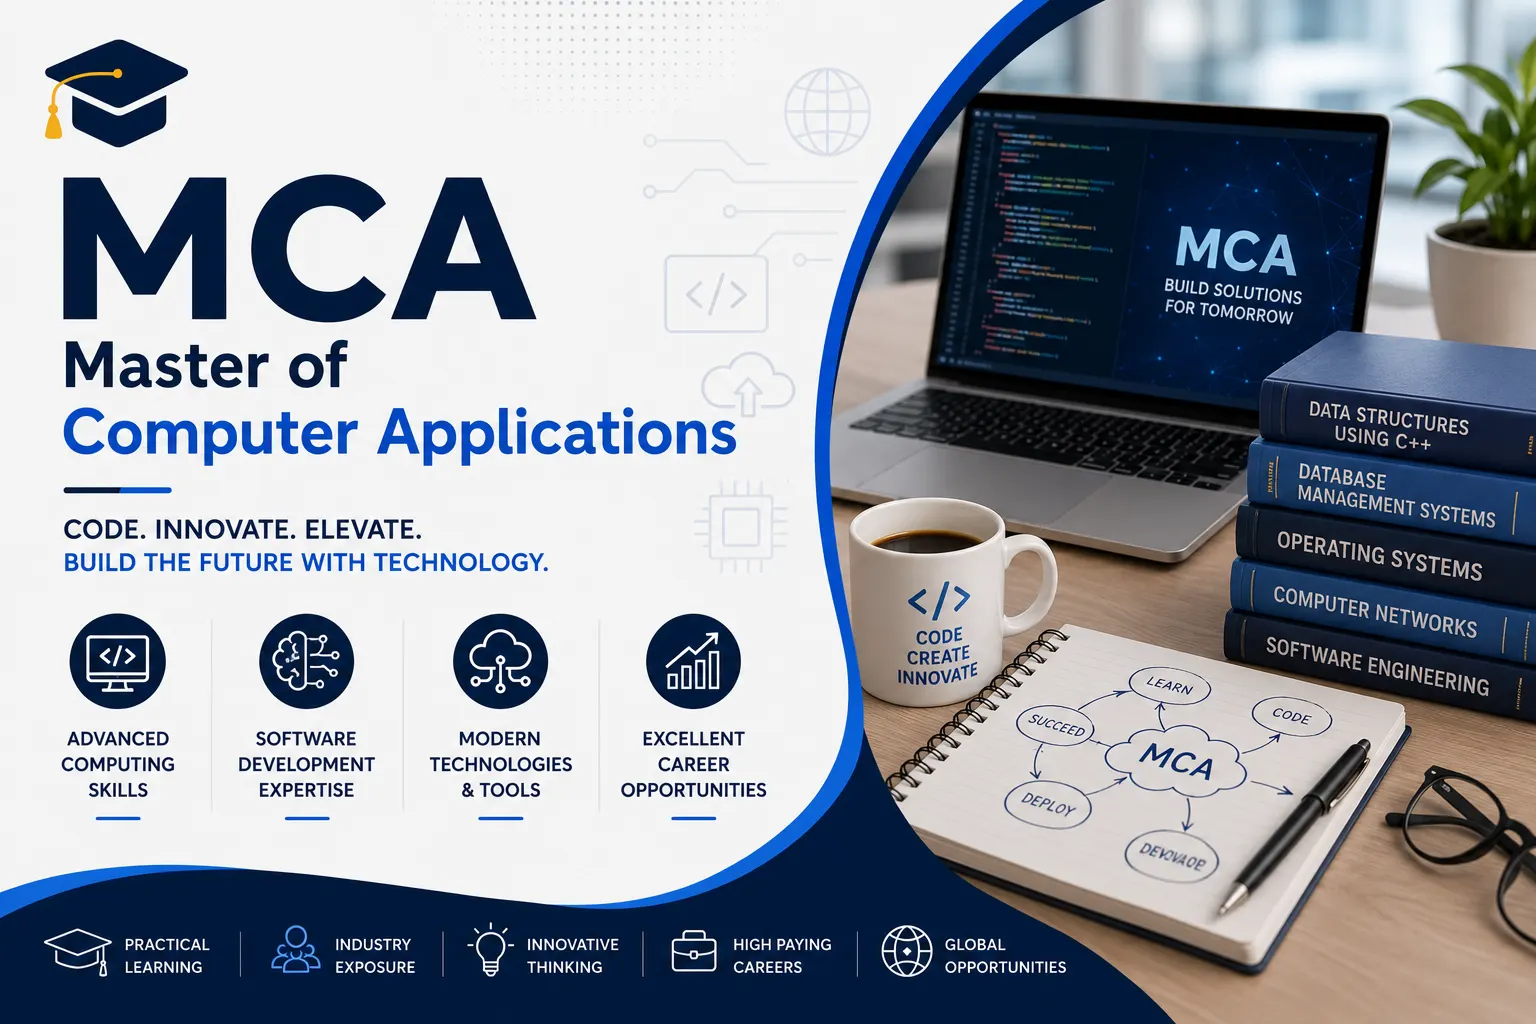 MCA
Master of
Computer Applications
CODE. INNOVATE. ELEVATE.
BUILD THE FUTURE WITH TECHNOLOGY.
</>
ADVANCED
COMPUTING
SKILLS
SOFTWARE
DEVELOPMENT
EXPERTISE
MODERN
TECHNOLOGIES
& TOOLS
EXCELLENT
CAREER
OPPORTUNITIES
PRACTICAL
LEARNING
INDUSTRY
EXPOSURE
INNOVATIVE
THINKING
HIGH PAYING
CAREERS
GLOBAL
OPPORTUNITIES
</>
MCA
BUILD SOLUTIONS
FOR TOMORROW
DATA STRUCTURES
USING C++
DATABASE
MANAGEMENT SYSTEMS
OPERATING SYSTEMS
COMPUTER NETWORKS
SOFTWARE ENGINEERING
</>
CODE
CREATE
INNOVATE
LEARN
SUCCEED
CODE
MCA
DEPLOY